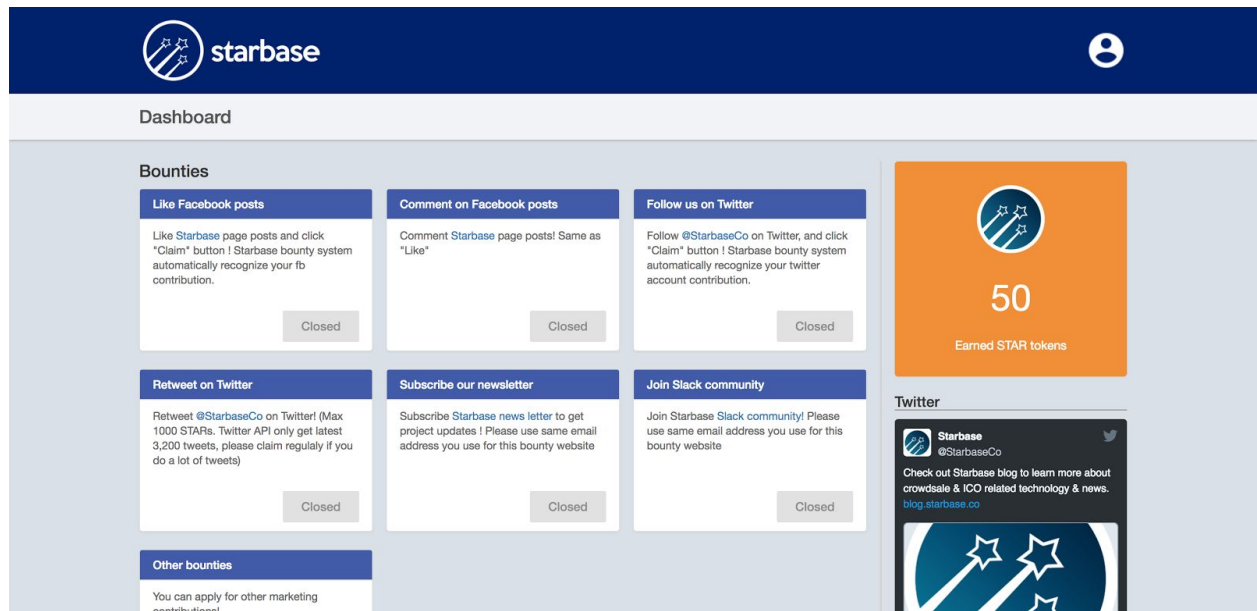 starbase
Dashboard
Bounties
Like Facebook posts
Like Starbase page posts and click
"Claim" button ! Starbase bounty system
automatically recognize your fb
contribution.
Closed
Comment on Facebook posts
Comment Starbase page posts! Same as
"Like"
Closed
Follow us on Twitter
Follow @StarbaseCo on Twitter, and click
"Claim" button ! Starbase bounty system
automatically recognize your twitter
account contribution.
Closed
Retweet on Twitter
Retweet @StarbaseCo on Twitter! (Max
1000 STARs. Twitter API only get latest
3,200 tweets, please claim regulaly if you
do a lot of tweets)
Closed
Subscribe our newsletter
Subscribe Starbase news letter to get
project updates ! Please use same email
address you use for this bounty website
Closed
Join Slack community
Join Starbase Slack community! Please
use same email address you use for this
bounty website
Closed
Other bounties
You can apply for other marketing
contributions!
50
Earned STAR tokens
Twitter
Starbase
@StarbaseCo
Check out Starbase blog to learn more about
crowdsale & ICO related technology & news.
blog.starbase.co